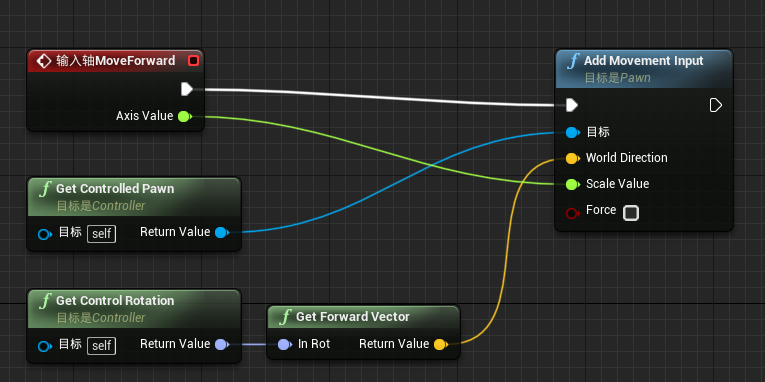 输入轴MoveForward
Axis Value
Get Controlled Pawn
目标是Controller
目标 self Return Value
Get Control Rotation
目标是Controller
目标 self Return Value
Get Forward Vector
In Rot Return Value
Add Movement Input
目标是Pawn
目标
World Direction
Scale Value
Force